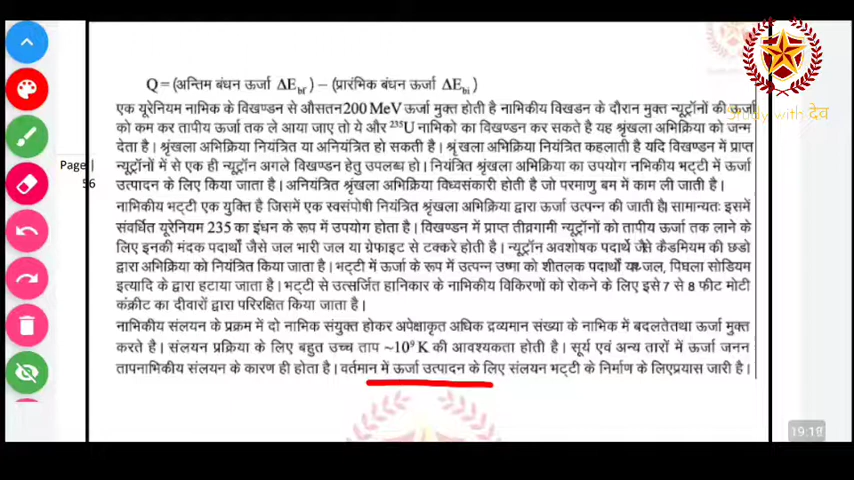 Q = (अन्तिम बंधन ऊर्जा ΔE_bf) − (प्रारंभिक बंधन ऊर्जा ΔE_bi)
एक यूरेनियम नाभिक के विखण्डन से औसतन 200 MeV ऊर्जा मुक्त होती है नाभिकीय विखडन के दौरान मुक्त न्यूट्रॉनों की ऊर्जा
Study with देव
को कम कर तापीय ऊर्जा तक ले आया जाए तो ये और ²³⁵U नाभिको का विखण्डन कर सकते है यह श्रृंखला अभिक्रिया को जन्म
देता है। श्रृंखला अभिक्रिया नियंत्रित या अनियंत्रित हो सकती है। श्रृंखला अभिक्रिया नियंत्रित कहलाती है यदि विखण्डन में प्राप्त
Page |
न्यूट्रॉनों में से एक ही न्यूट्रॉन अगले विखण्डन हेतु उपलब्ध हो। नियंत्रित श्रृंखला अभिक्रिया का उपयोग नभिकीय भट्टी में ऊर्जा
56
उत्पादन के लिए किया जाता है। अनियंत्रित श्रृंखला अभिक्रिया विध्वसंकारी होती है जो परमाणु बम में काम ली जाती है।
नाभिकीय भट्टी एक युक्ति है जिसमें एक स्वसंपोषी नियंत्रित श्रृंखला अभिक्रिया द्वारा ऊर्जा उत्पन्न की जाती है। सामान्यतः इसमें
संवर्धित यूरेनियम 235 का इंधन के रूप में उपयोग होता है। विखण्डन में प्राप्त तीव्रगामी न्यूट्रॉनों को तापीय ऊर्जा तक लाने के
लिए इनकी मंदक पदार्थो जैसे जल भारी जल या ग्रेफाइट से टक्करे होती है। न्यूट्रॉन अवशोषक पदार्थ जैसे कैडमियम की छडो
द्वारा अभिक्रिया को नियंत्रित किया जाता है। भट्टी में ऊर्जा के रूप में उत्पन्न उष्मा को शीतलक पदार्थों यथा जल, पिघला सोडियम
इत्यादि के द्वारा हटाया जाता है। भट्टी से उत्सर्जित हानिकार के नाभिकीय विकिरणों को रोकने के लिए इसे 7 से 8 फीट मोटी
कंक्रीट का दीवारों द्वारा परिरक्षित किया जाता है।
नाभिकीय संलयन के प्रक्रम में दो नाभिक संयुक्त होकर अपेक्षाकृत अधिक द्रव्यमान संख्या के नाभिक में बदलतेतथा ऊर्जा मुक्त
करते है। संलयन प्रक्रिया के लिए बहुत उच्च ताप ~10⁹ K की आवश्यकता होती है। सूर्य एवं अन्य तारों में ऊर्जा जनन
तापनाभिकीय संलयन के कारण ही होता है। वर्तमान में ऊर्जा उत्पादन के लिए संलयन भट्टी के निर्माण के लिएप्रयास जारी है।